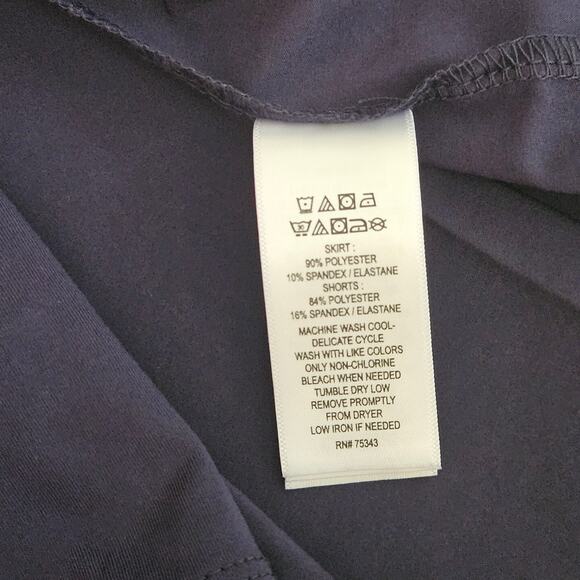 SKIRT :
90% POLYESTER
10% SPANDEX / ELASTANE
SHORTS :
84% POLYESTER
16% SPANDEX / ELASTANE
MACHINE WASH COOL-
DELICATE CYCLE
WASH WITH LIKE COLORS
ONLY NON-CHLORINE
BLEACH WHEN NEEDED
TUMBLE DRY LOW
REMOVE PROMPTLY
FROM DRYER
LOW IRON IF NEEDED
RN# 75343